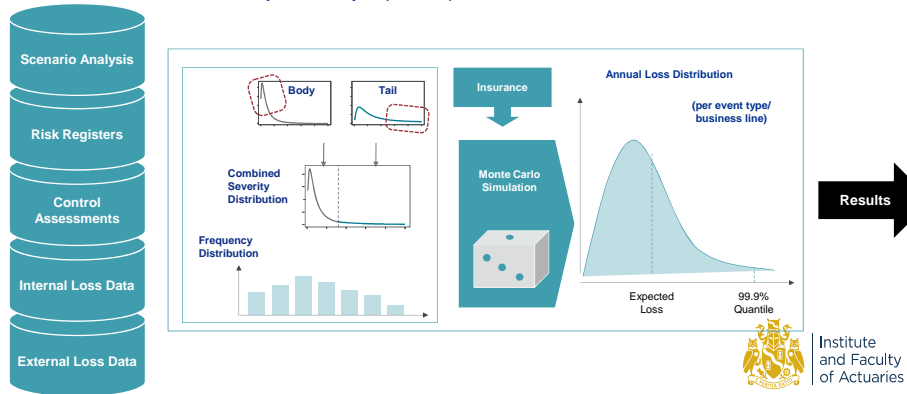 Scenario Analysis
Risk Registers
Control
Assessments
Internal Loss Data
External Loss Data
Body
Tail
Combined
Severity
Distribution
Frequency
Distribution
Insurance
Monte Carlo
Simulation
Annual Loss Distribution
(per event type/
business line)
Expected
Loss
99.9%
Quantile
Results
Institute
and Faculty
of Actuaries